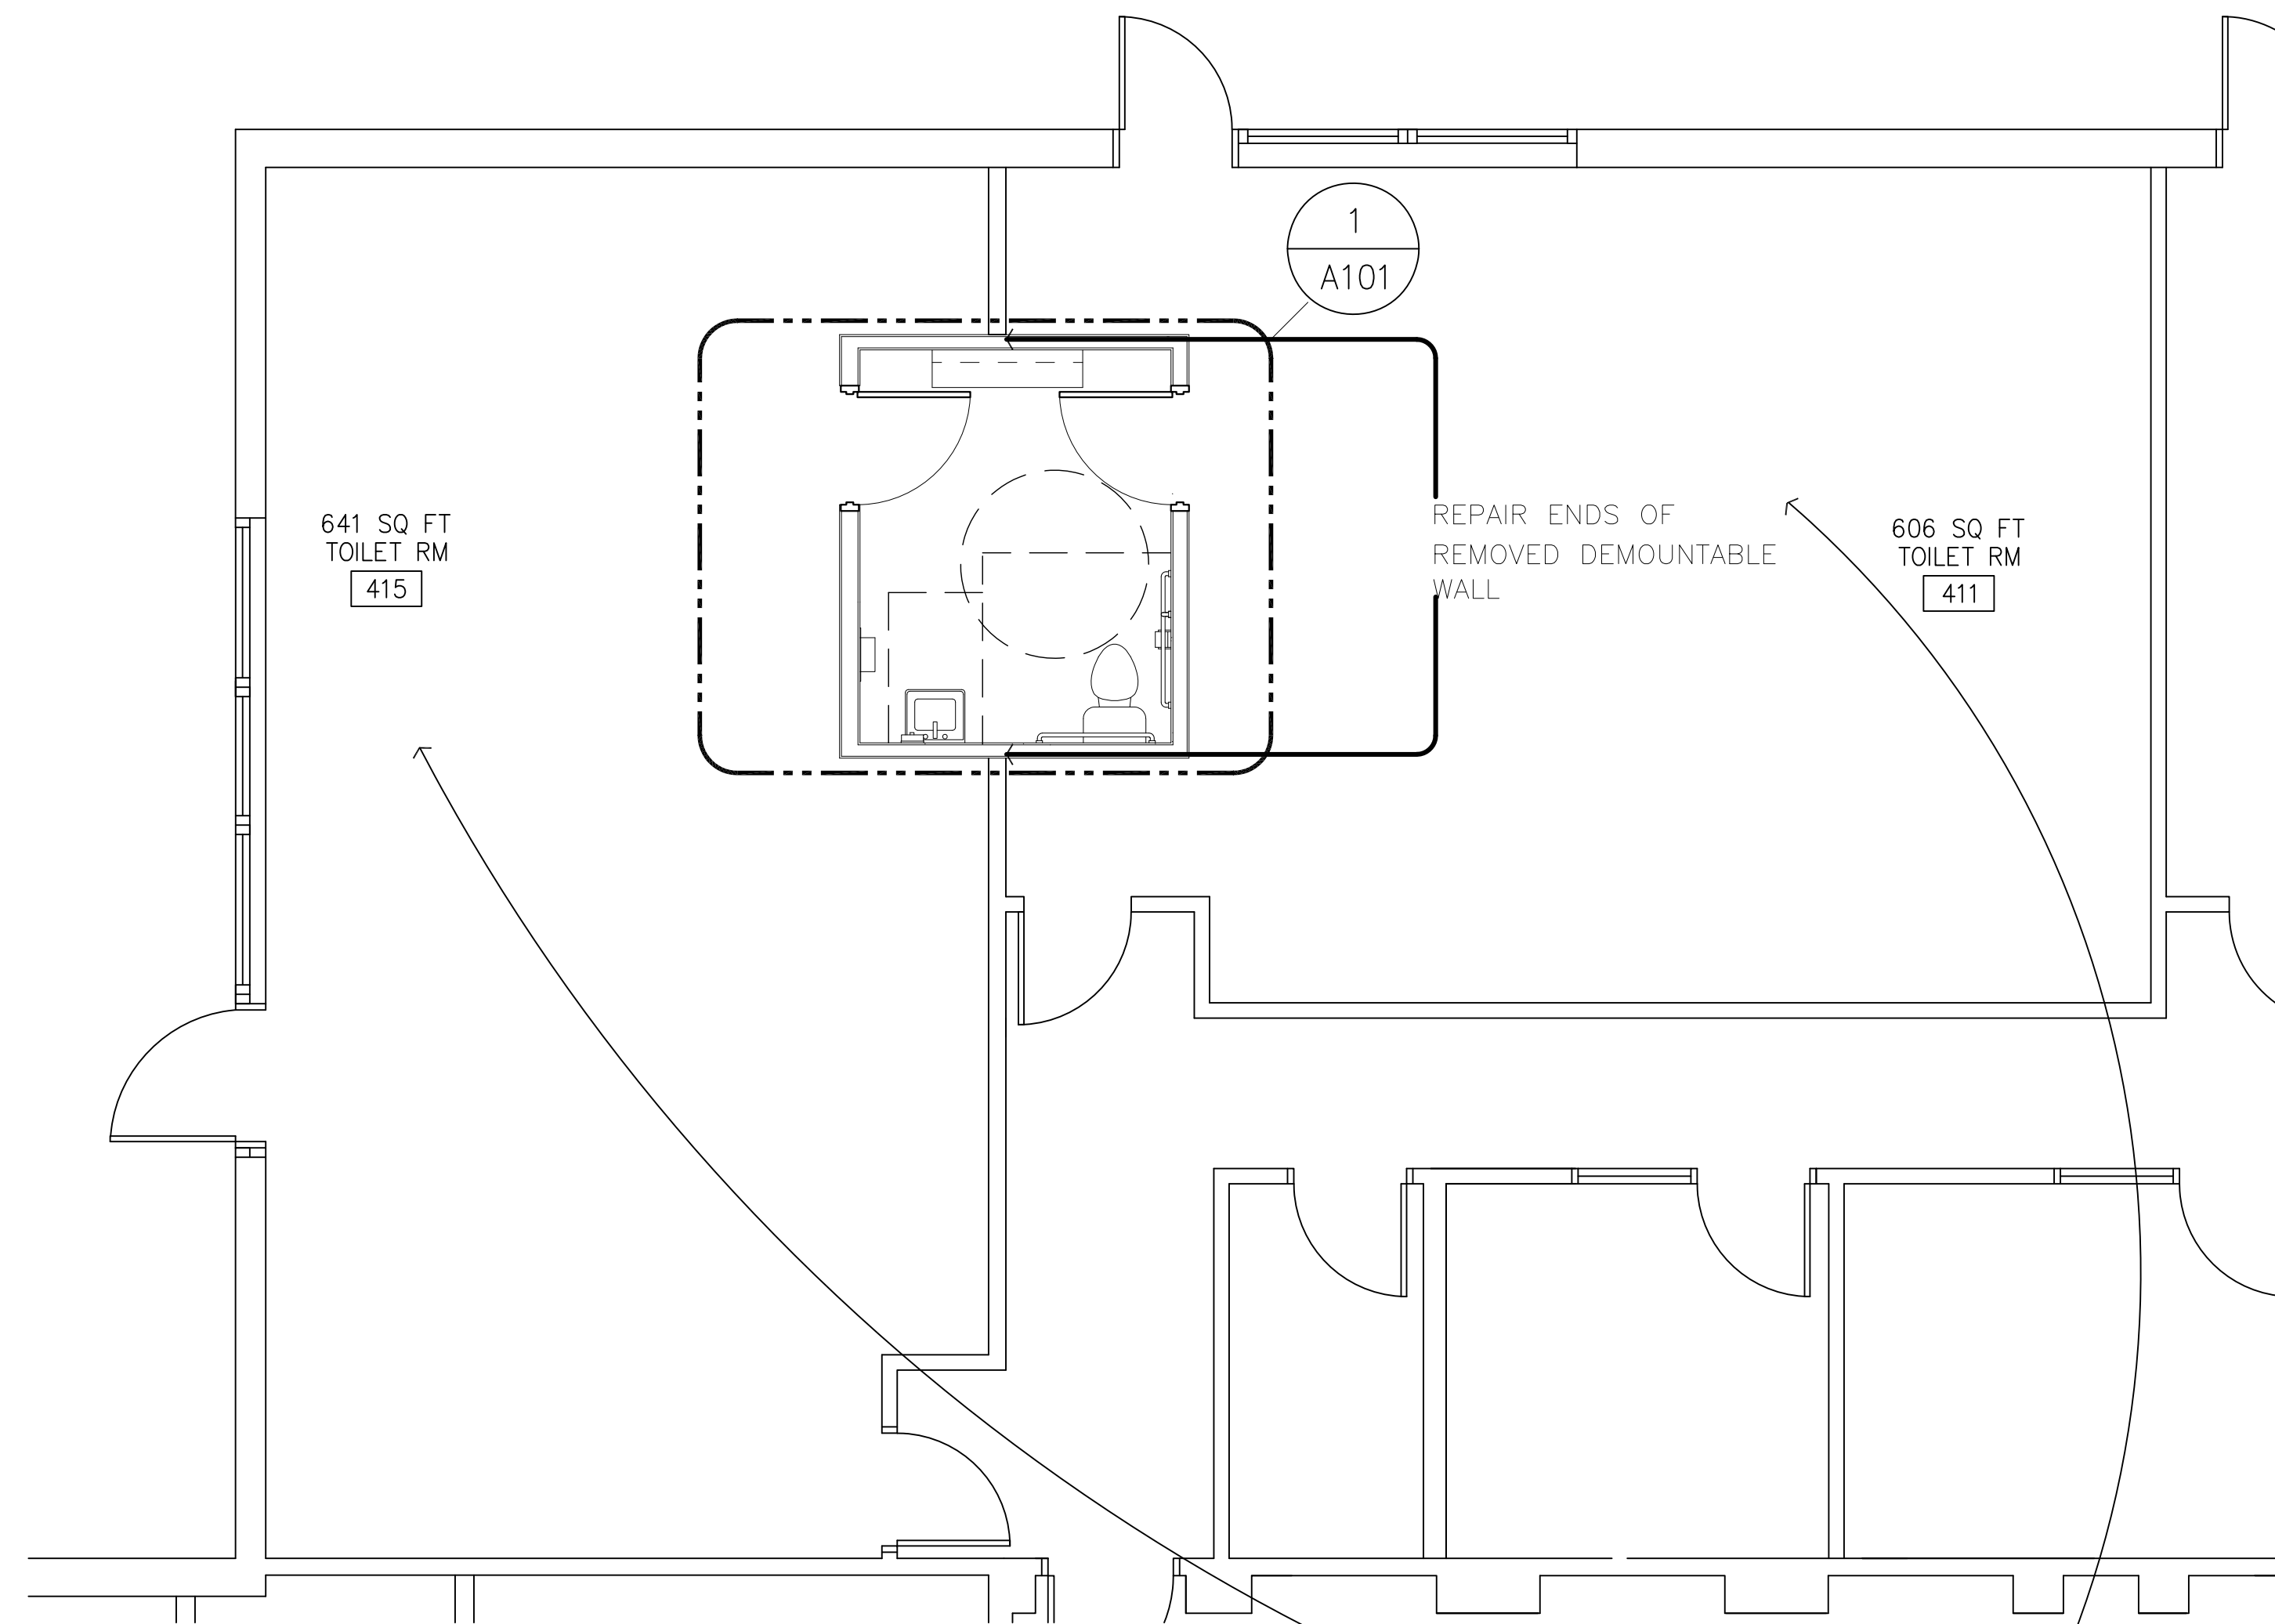 1
A101
641 SQ FT
TOILET RM
415
REPAIR ENDS OF
REMOVED DEMOUNTABLE
WALL
606 SQ FT
TOILET RM
411